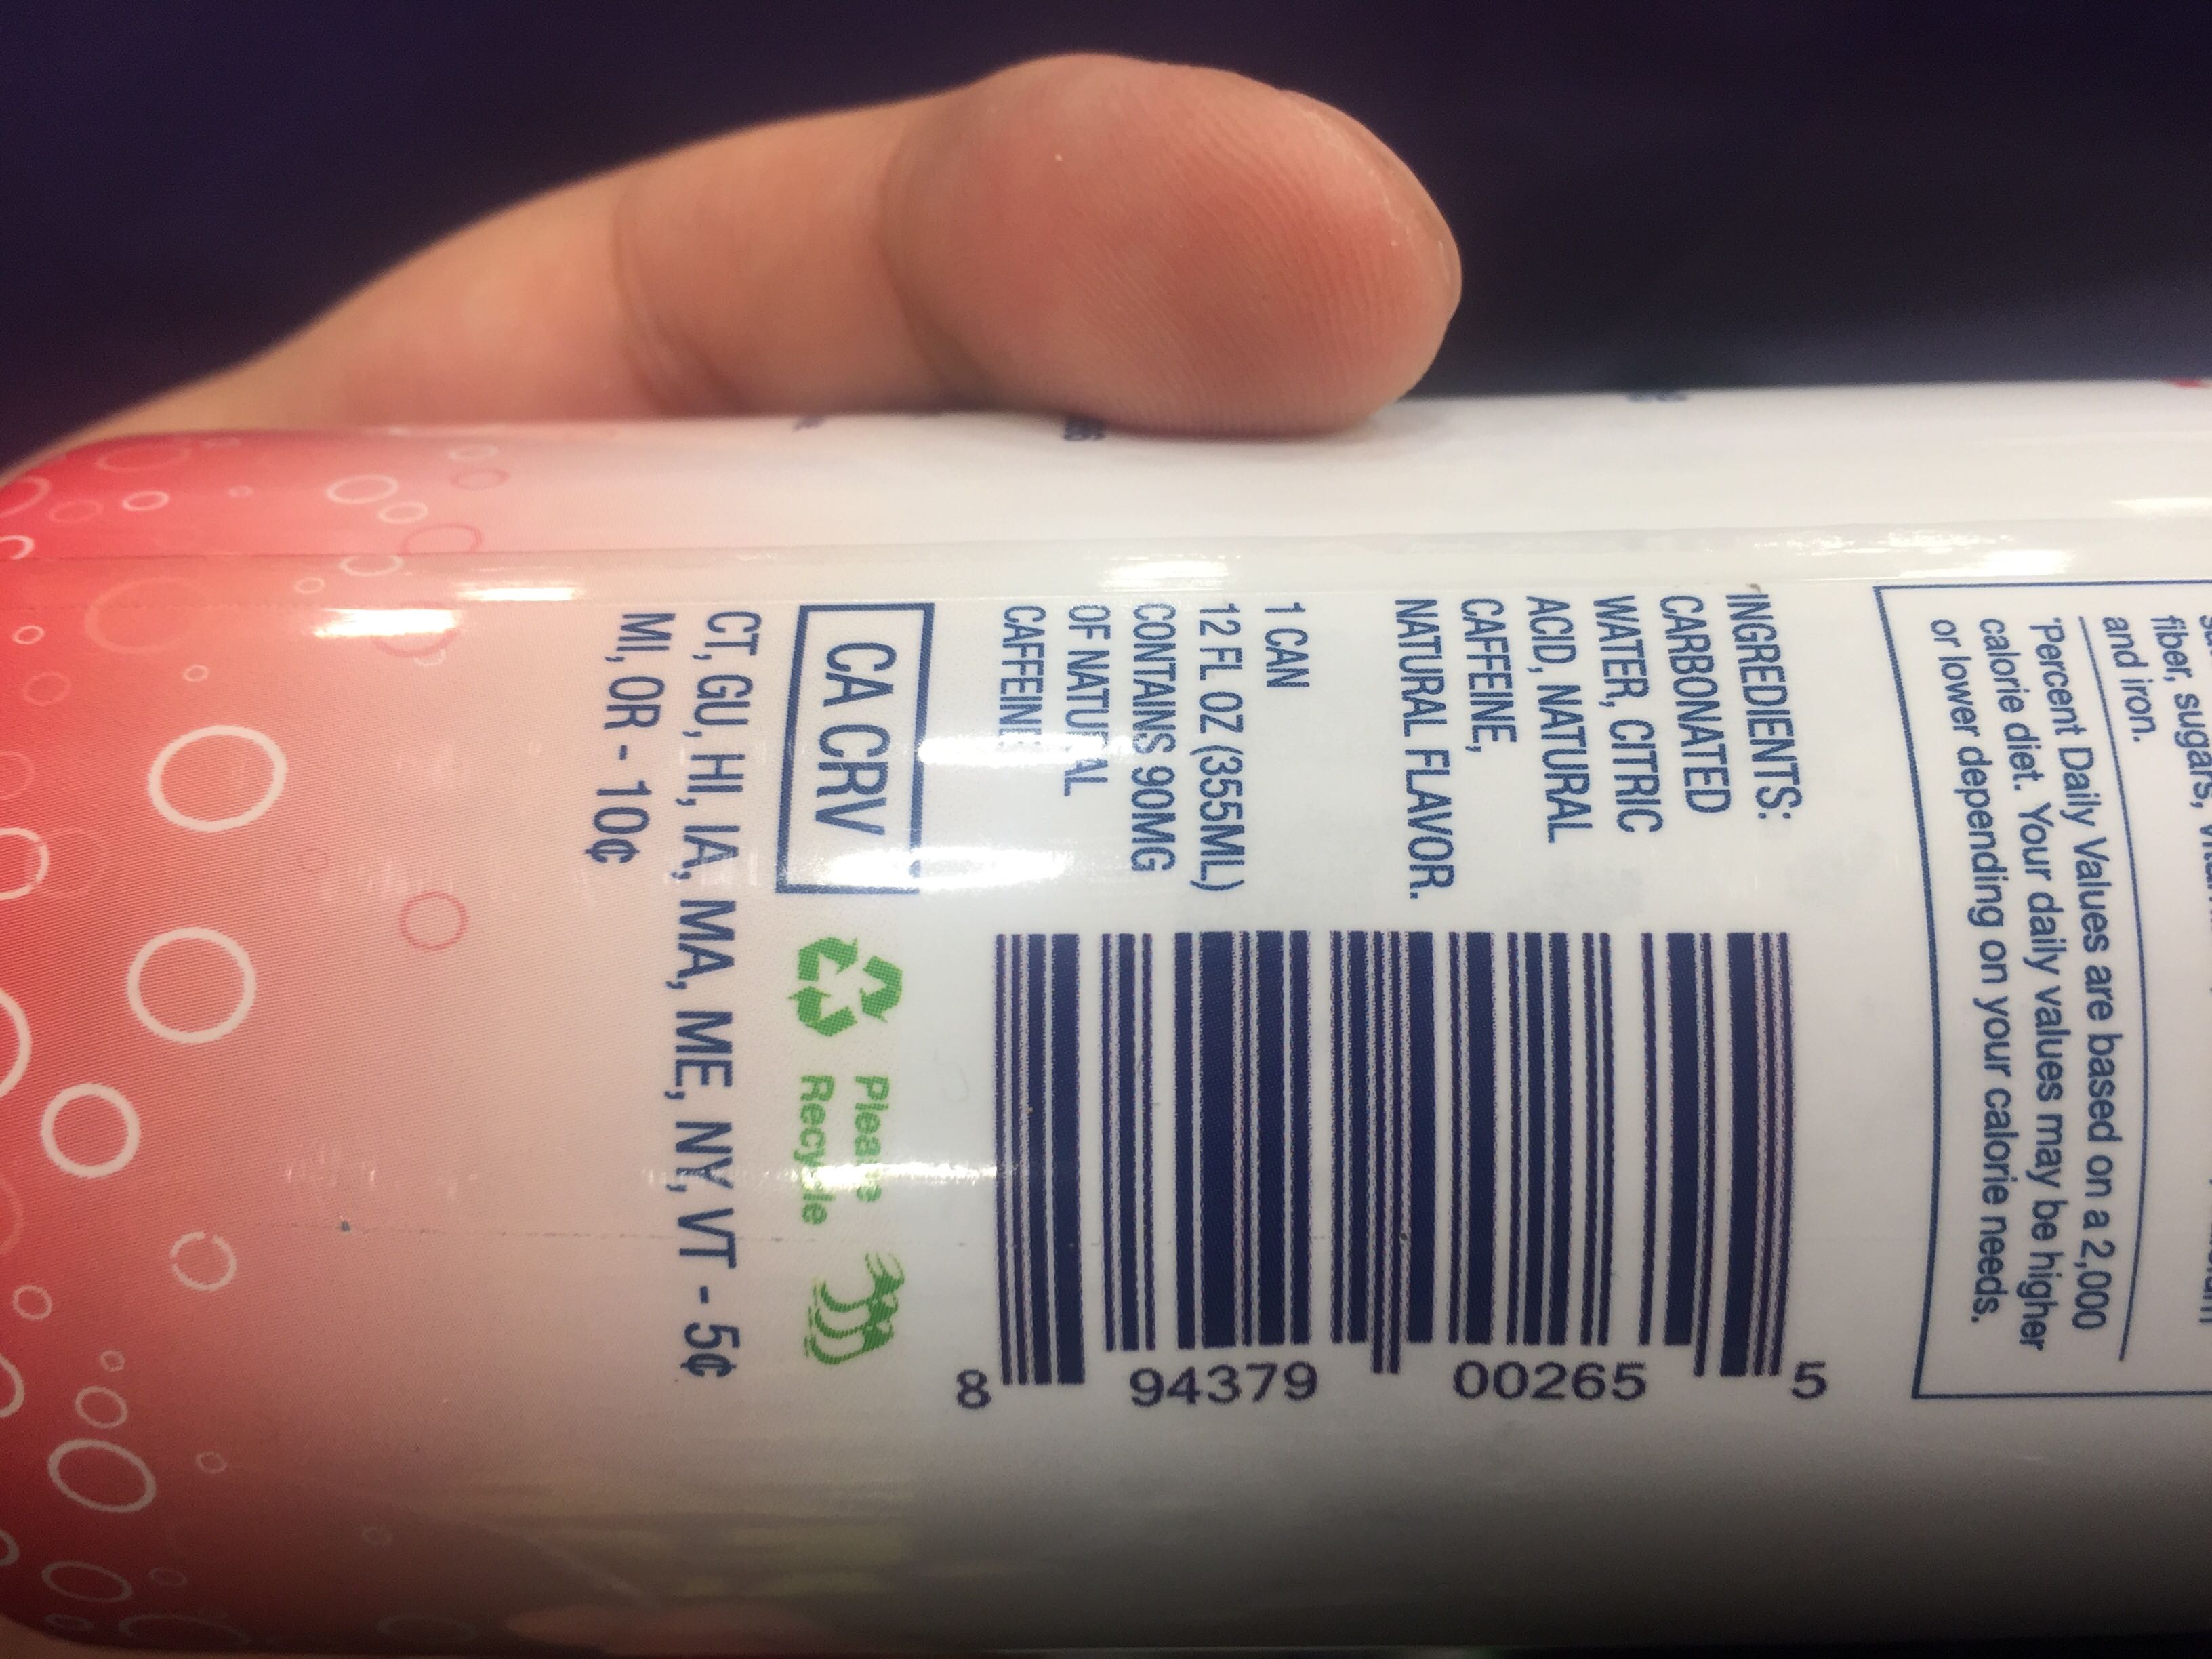 fiber, sugars,
and iron.
*Percent Daily Values are based on a 2,000
calorie diet. Your daily values may be higher
or lower depending on your calorie needs.
INGREDIENTS:
CARBONATED
WATER, CITRIC
ACID, NATURAL
CAFFEINE,
NATURAL FLAVOR.
1 CAN
12 FL OZ (355ML)
CONTAINS 90MG
OF NATURAL
CAFFEINE
8 94379 00265 5
CA CRV
Please
Recycle
CT, GU, HI, IA, MA, ME, NY, VT - 5¢
MI, OR - 10¢